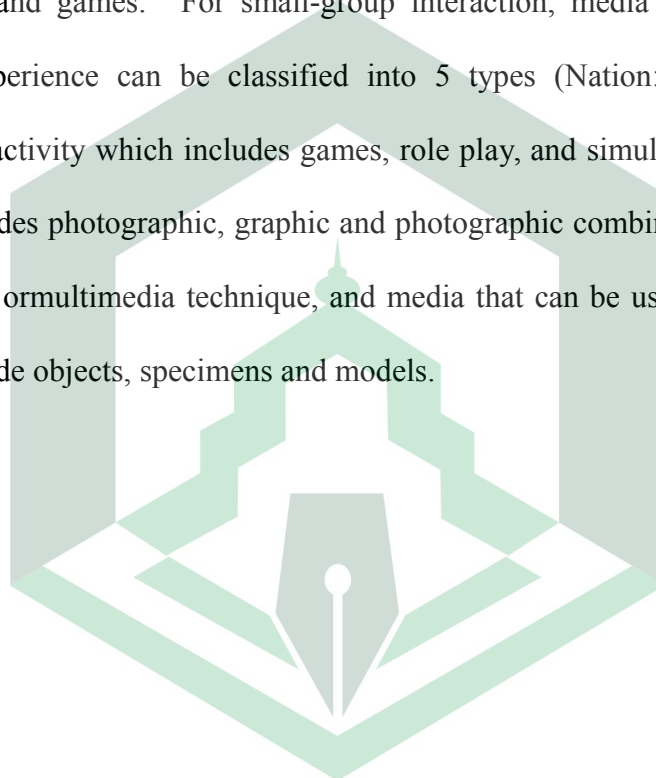 and games. For small-group interaction, media
perience can be classified into 5 types (Nation:
activity which includes games, role play, and simul
des photographic, graphic and photographic combin
ormultimedia technique, and media that can be us
de objects, specimens and models.